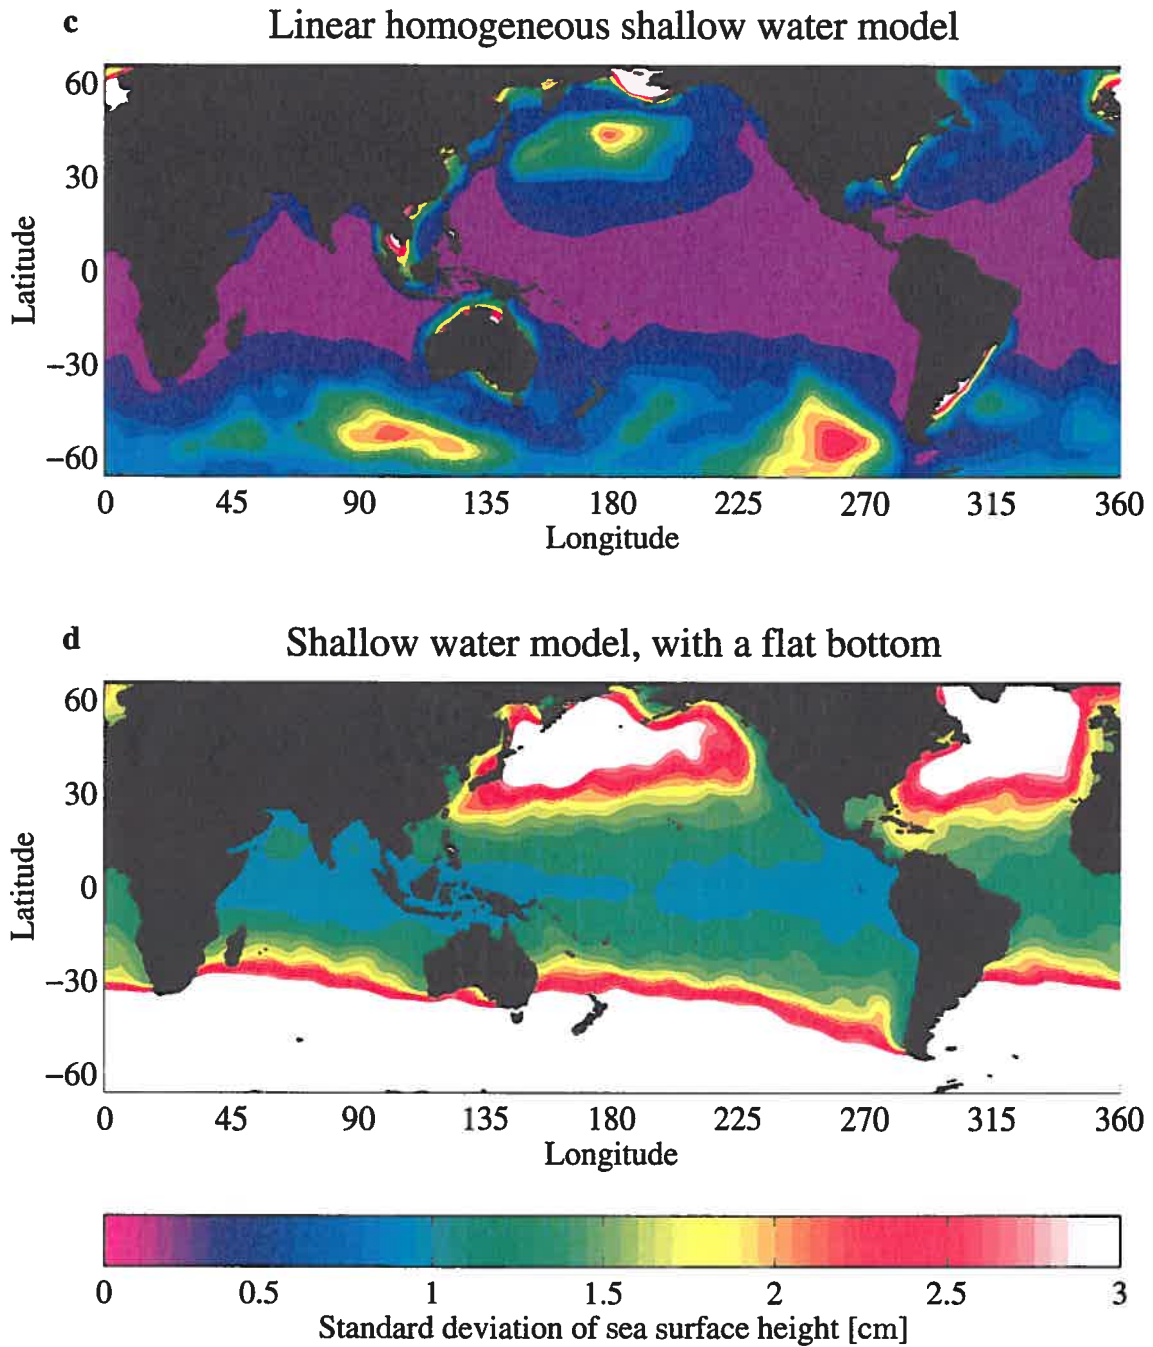 c Linear homogeneous shallow water model
60
30
0
−30
−60
Latitude
0 45 90 135 180 225 270 315 360
Longitude
d Shallow water model, with a flat bottom
60
30
0
−30
−60
Latitude
0 45 90 135 180 225 270 315 360
Longitude
0 0.5 1 1.5 2 2.5 3
Standard deviation of sea surface height [cm]